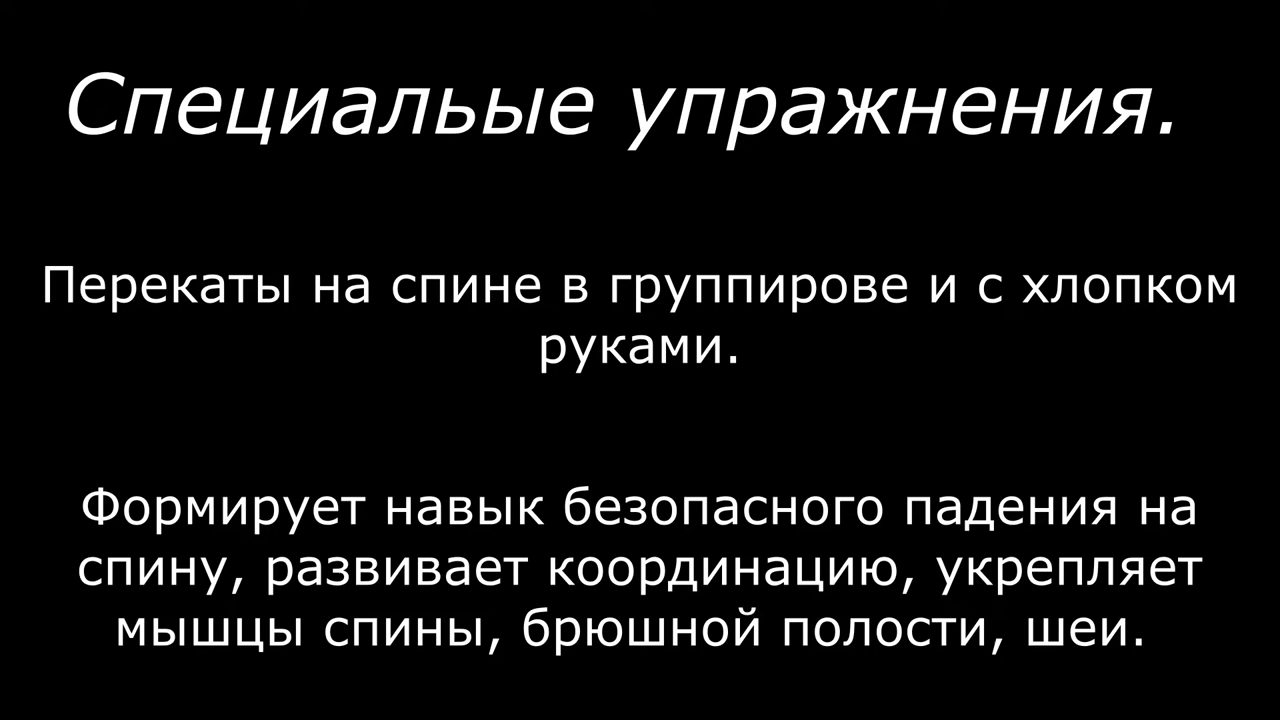 Специальые упражнения.
Перекаты на спине в группирове и с хлопком
руками.
Формирует навык безопасного падения на
спину, развивает координацию, укрепляет
мышцы спины, брюшной полости, шеи.